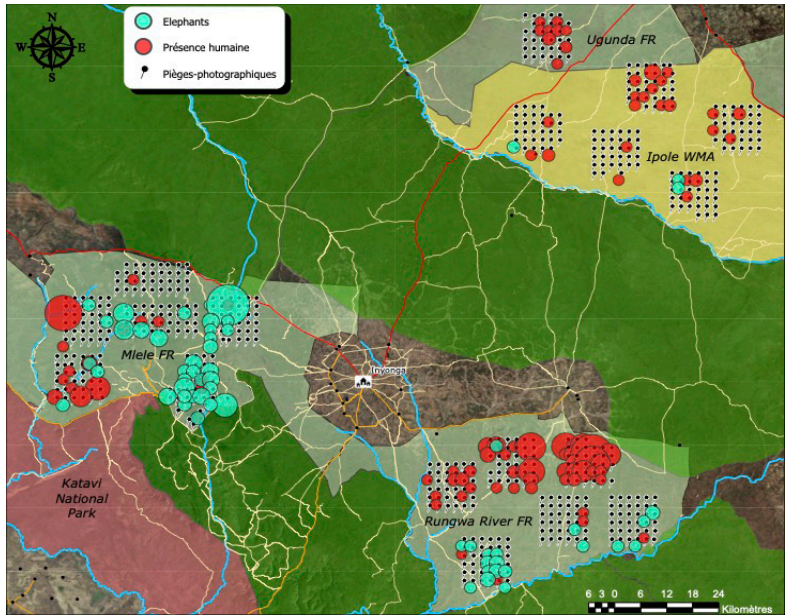 N
W E
S
Elephants
Présence humaine
Pièges-photographiques
Ugunda FR
Ipole WMA
Mlele FR
Inyonga
Katavi
National
Park
Rungwa River FR
6 3 0 6 12 18 24
Kilomètres